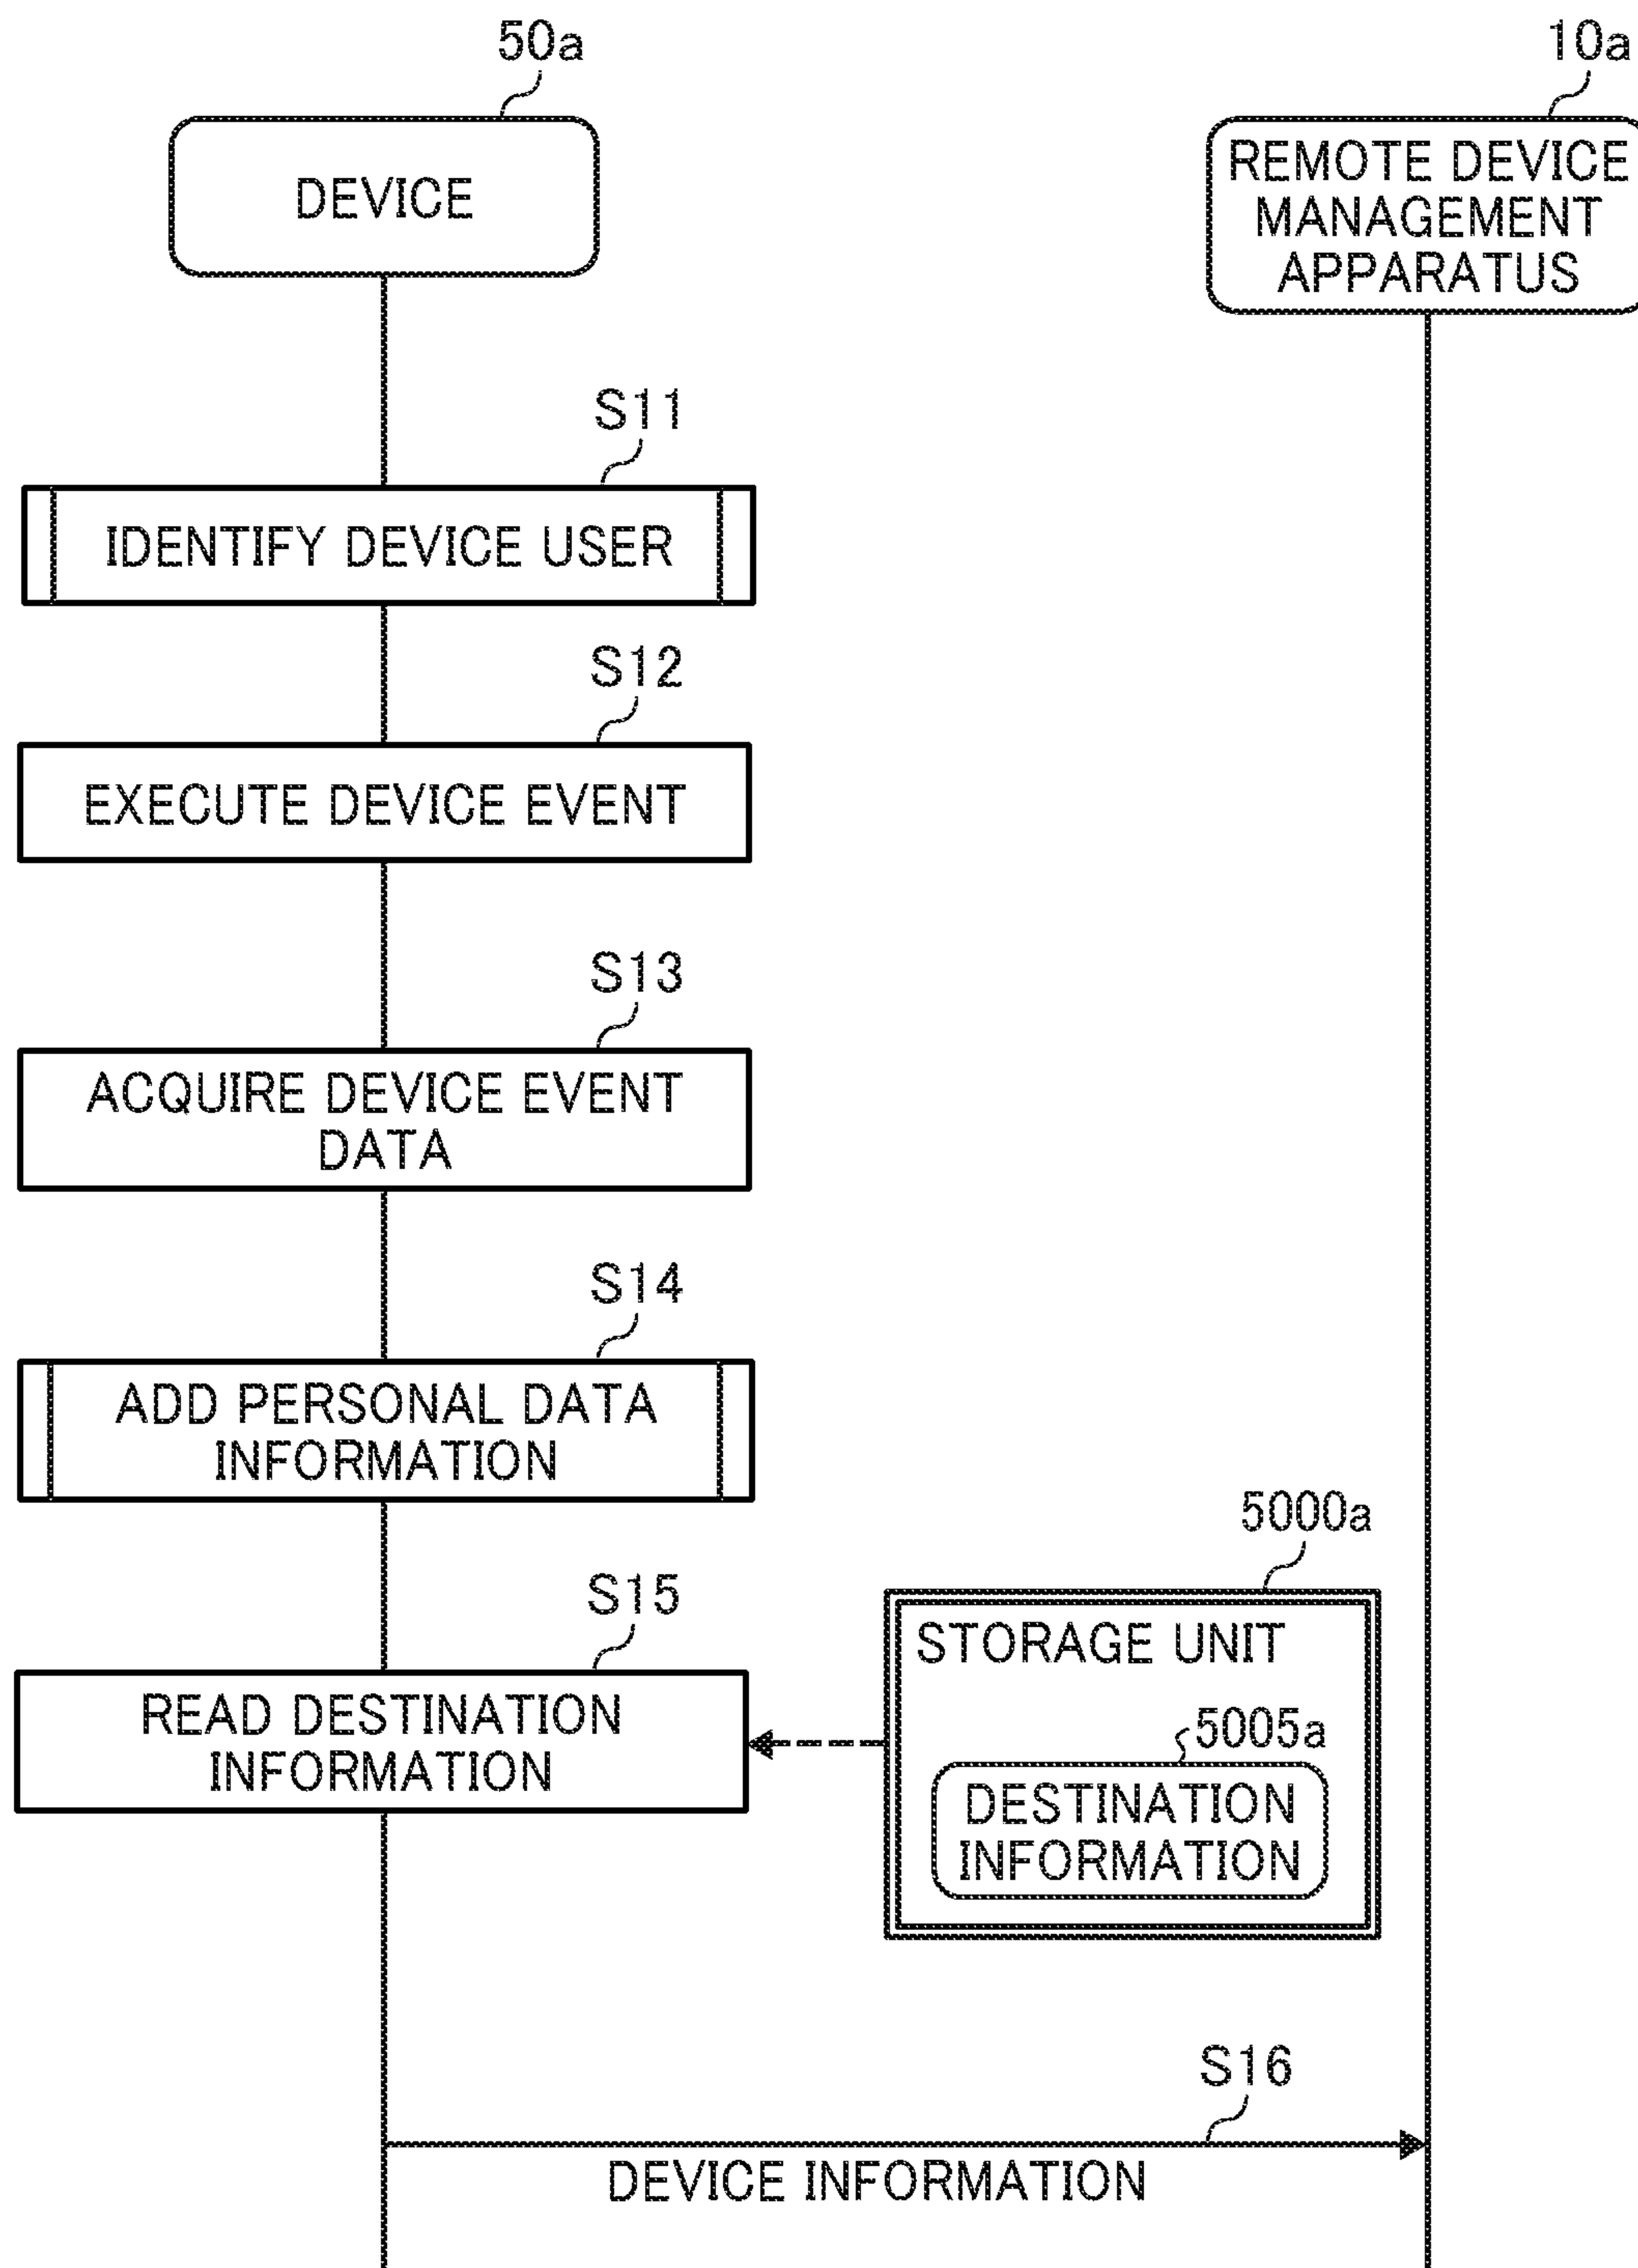 50a
10a
DEVICE
REMOTE DEVICE
MANAGEMENT
APPARATUS
S11
IDENTIFY DEVICE USER
S12
EXECUTE DEVICE EVENT
S13
ACQUIRE DEVICE EVENT
DATA
S14
ADD PERSONAL DATA
INFORMATION
5000a
S15
STORAGE UNIT
READ DESTINATION
INFORMATION
5005a
DESTINATION
INFORMATION
S16
DEVICE INFORMATION